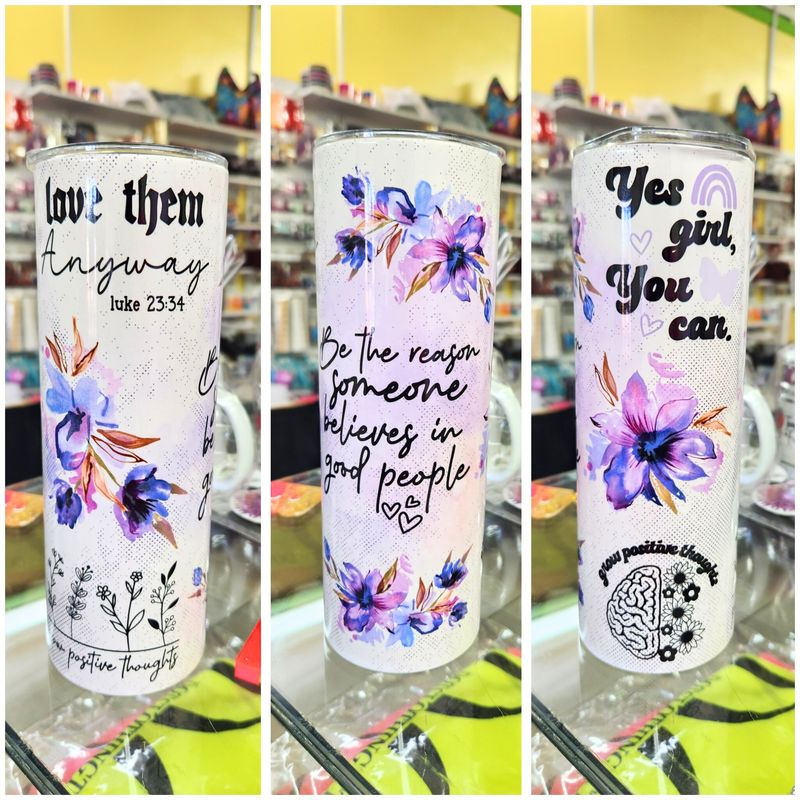 love them
Anyway
luke 23:34
positive thoughts
Be the reason
someone
believes in
good people
Yes
girl,
You
can.
grow positive thoughts